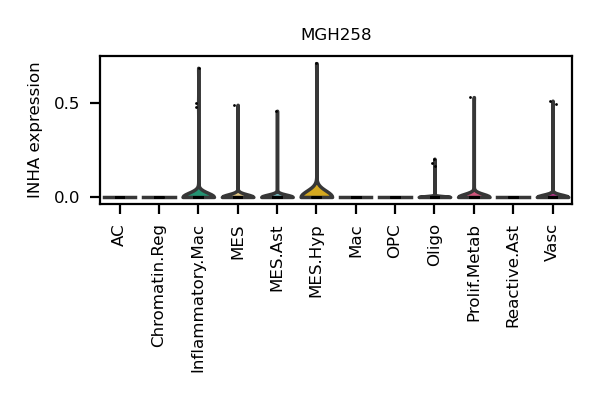 MGH258
INHA expression
0.5
0.0
AC
Chromatin.Reg
Inflammatory.Mac
MES
MES.Ast
MES.Hyp
Mac
OPC
Oligo
Prolif.Metab
Reactive.Ast
Vasc